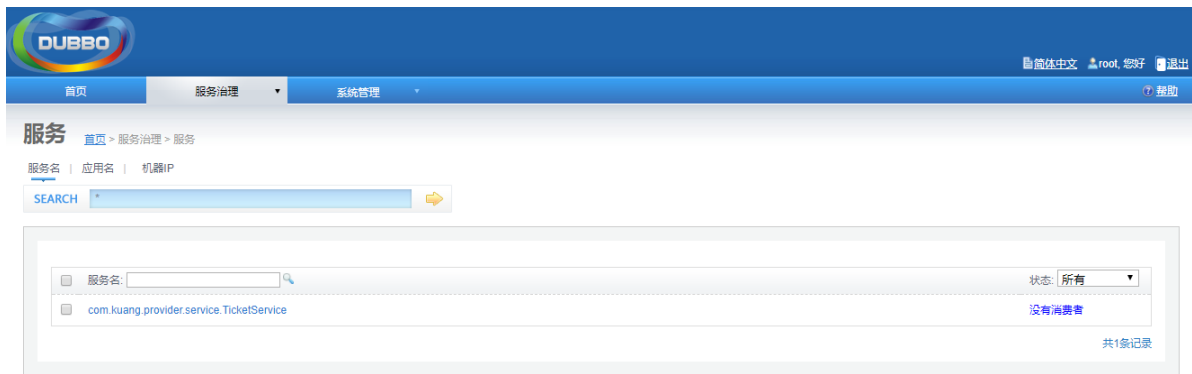 DUBBO
简体中文 root, 您好 退出
首页 服务治理 系统管理 帮助
服务 首页 > 服务治理 > 服务
服务名 | 应用名 | 机器IP
SEARCH *
服务名: 状态: 所有
com.kuang.provider.service.TicketService 没有消费者
共1条记录